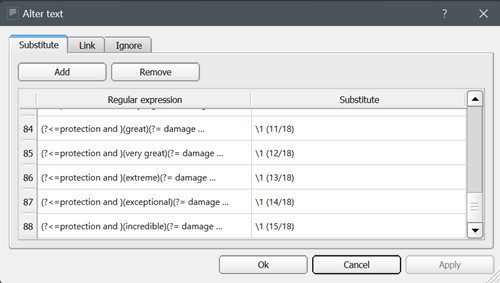 Alter text
Substitute Link Ignore
Add Remove
Regular expression Substitute
84 (?<=protection and )(great)(?= damage ... \1 (11/18)
85 (?<=protection and )(very great)(?= damage ... \1 (12/18)
86 (?<=protection and )(extreme)(?= damage ... \1 (13/18)
87 (?<=protection and )(exceptional)(?= damage ... \1 (14/18)
88 (?<=protection and )(incredible)(?= damage ... \1 (15/18)
Ok Cancel Apply